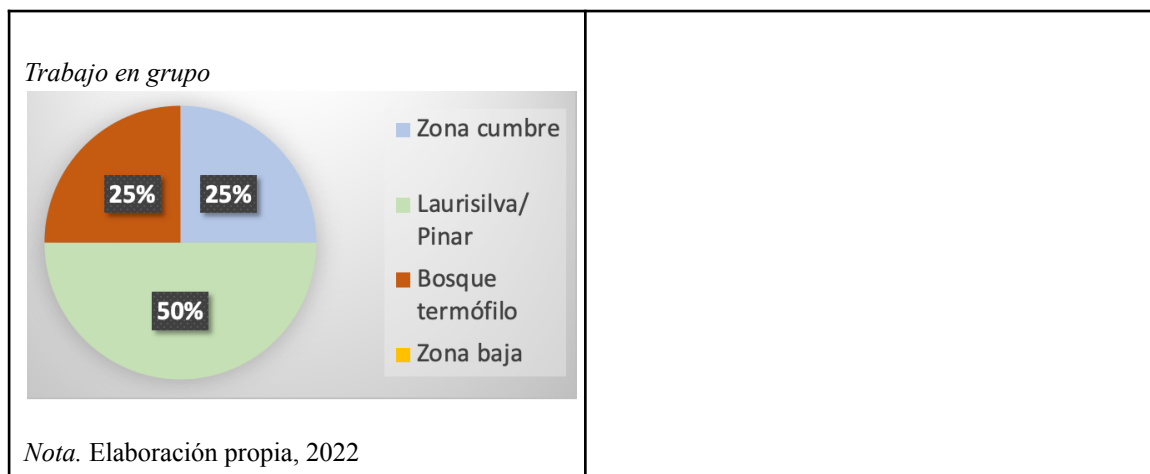 Trabajo en grupo
25%
25%
50%
Zona cumbre
Laurisilva/
Pinar
Bosque
termófilo
Zona baja
Nota. Elaboración propia, 2022